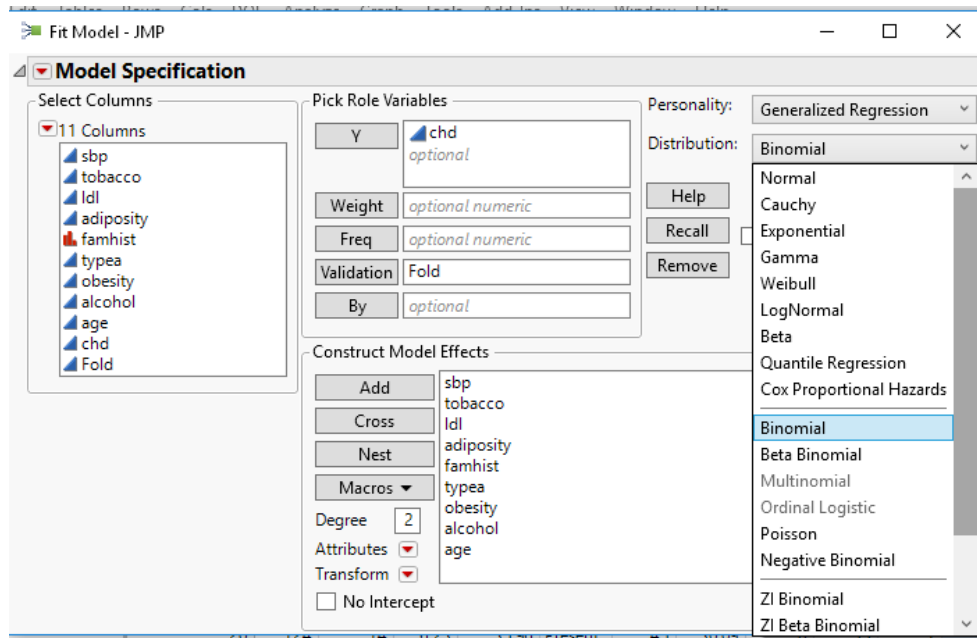 Fit Model - JMP
Model Specification
Select Columns
11 Columns
sbp
tobacco
ldl
adiposity
famhist
typea
obesity
alcohol
age
chd
Fold
Pick Role Variables
Y
chd
optional
Weight
optional numeric
Freq
optional numeric
Validation
Fold
By
optional
Construct Model Effects
Add
Cross
Nest
Macros
Degree
2
Attributes
Transform
No Intercept
sbp
tobacco
ldl
adiposity
famhist
typea
obesity
alcohol
age
Personality:
Generalized Regression
Distribution:
Binomial
Help
Recall
Remove
Normal
Cauchy
Exponential
Gamma
Weibull
LogNormal
Beta
Quantile Regression
Cox Proportional Hazards
Binomial
Beta Binomial
Multinomial
Ordinal Logistic
Poisson
Negative Binomial
ZI Binomial
ZI Beta Binomial